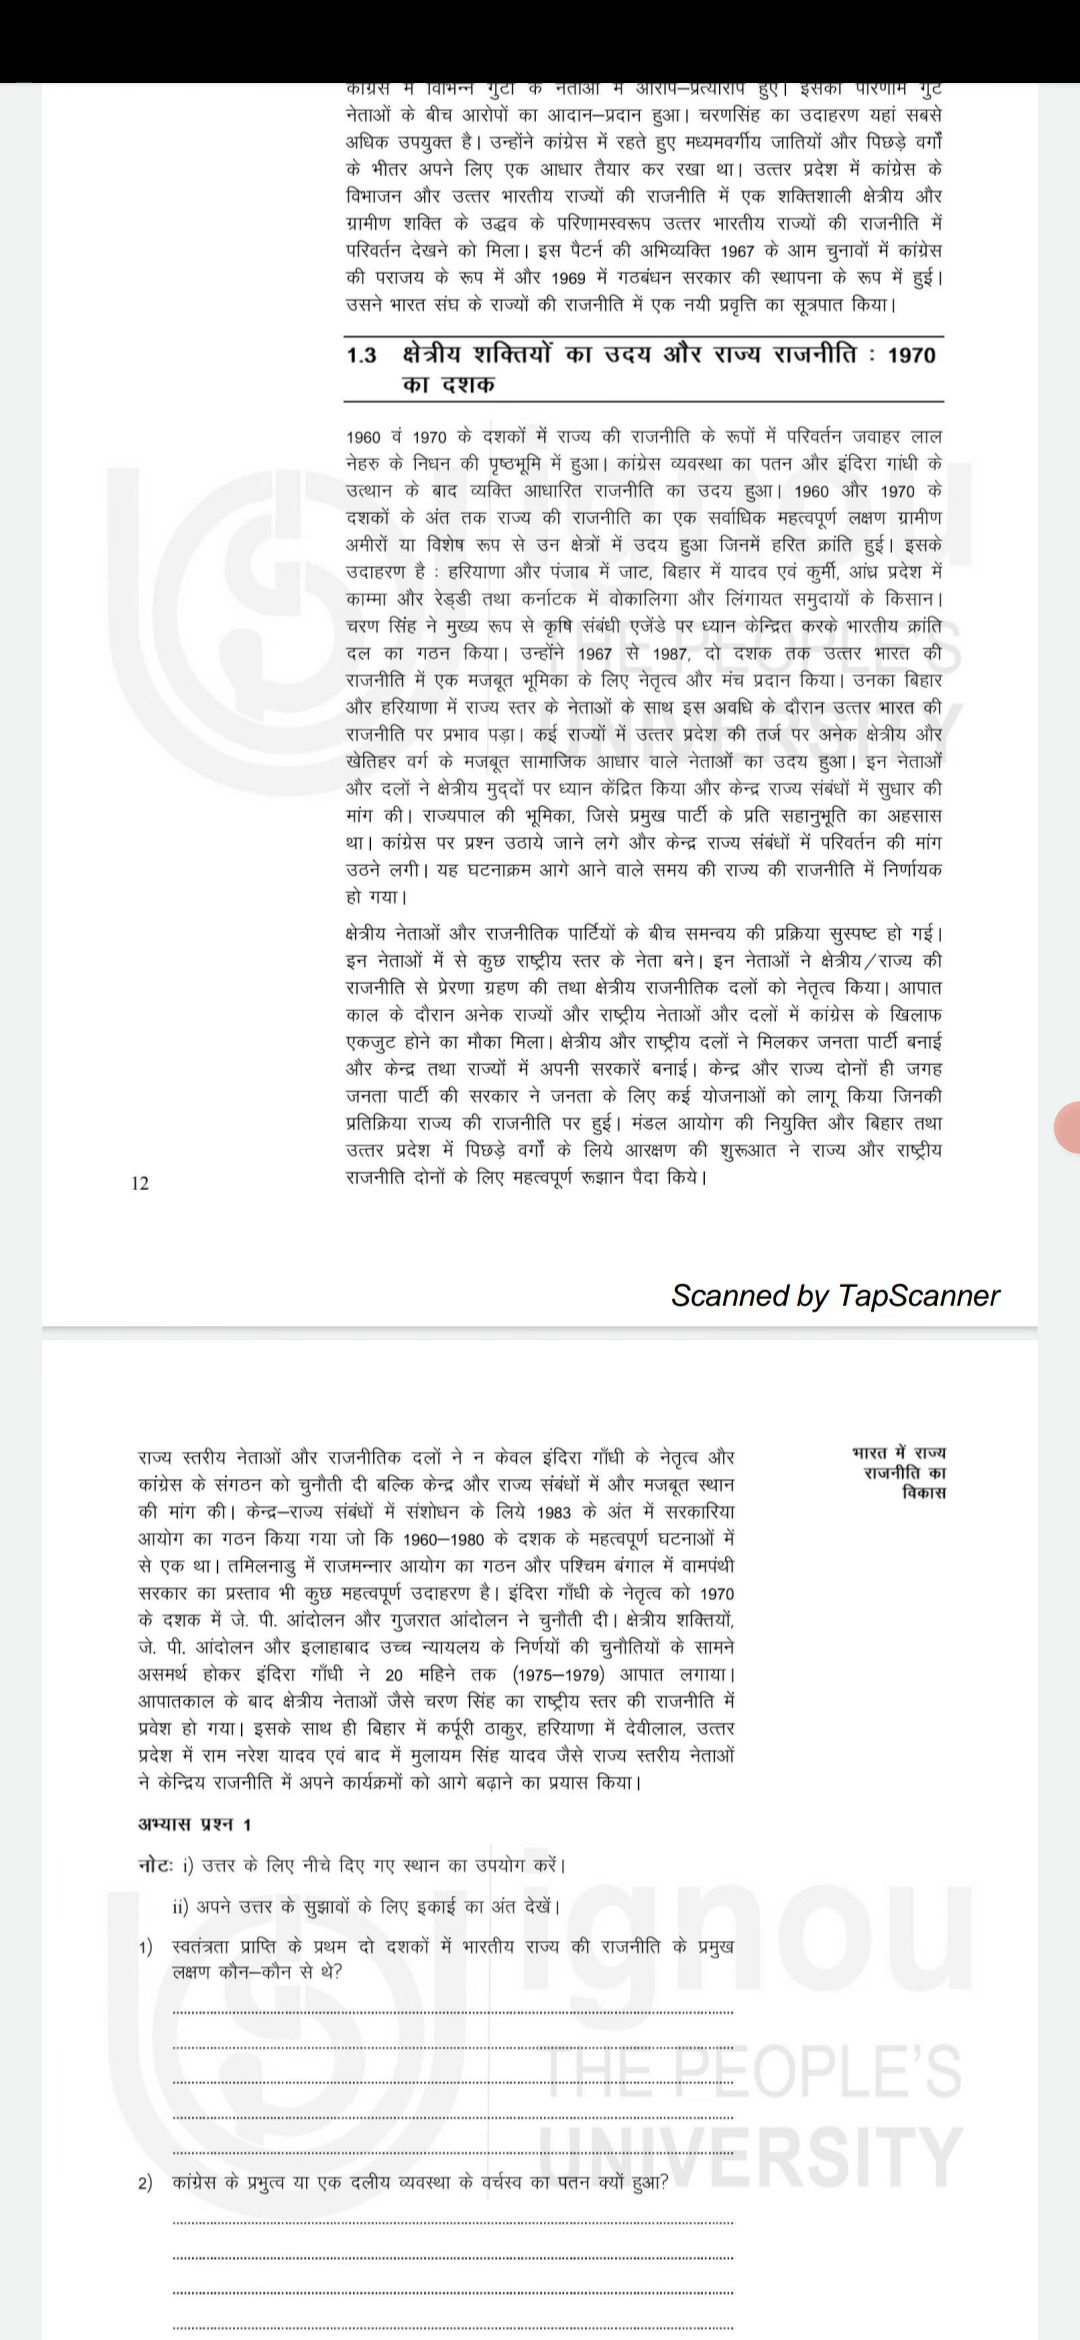 कांग्रेस में विभिन्न गुटों के नेताओं में आरोप–प्रत्यारोप हुए। इसका परिणाम गुट
नेताओं के बीच आरोपों का आदान–प्रदान हुआ। चरणसिंह का उदाहरण यहां सबसे
अधिक उपयुक्त है। उन्होंने कांग्रेस में रहते हुए मध्यमवर्गीय जातियों और पिछड़े वर्गों
के भीतर अपने लिए एक आधार तैयार कर रखा था। उत्तर प्रदेश में कांग्रेस के
विभाजन और उत्तर भारतीय राज्यों की राजनीति में एक शक्तिशाली क्षेत्रीय और
ग्रामीण शक्ति के उद्भव के परिणामस्वरूप उत्तर भारतीय राज्यों की राजनीति में
परिवर्तन देखने को मिला। इस पैटर्न की अभिव्यक्ति 1967 के आम चुनावों में कांग्रेस
की पराजय के रूप में और 1969 में गठबंधन सरकार की स्थापना के रूप में हुई।
उसने भारत संघ के राज्यों की राजनीति में एक नयी प्रवृत्ति का सूत्रपात किया।
1.3 क्षेत्रीय शक्तियों का उदय और राज्य राजनीति : 1970
का दशक
1960 वं 1970 के दशकों में राज्य की राजनीति के रूपों में परिवर्तन जवाहर लाल
नेहरु के निधन की पृष्ठभूमि में हुआ। कांग्रेस व्यवस्था का पतन और इंदिरा गांधी के
उत्थान के बाद व्यक्ति आधारित राजनीति का उदय हुआ। 1960 और 1970 के
दशकों के अंत तक राज्य की राजनीति का एक सर्वाधिक महत्वपूर्ण लक्षण ग्रामीण
अमीरों या विशेष रूप से उन क्षेत्रों में उदय हुआ जिनमें हरित क्रांति हुई। इसके
उदाहरण है : हरियाणा और पंजाब में जाट, बिहार में यादव एवं कुर्मी, आंध्र प्रदेश में
काम्मा और रेड्डी तथा कर्नाटक में वोकालिगा और लिंगायत समुदायों के किसान।
चरण सिंह ने मुख्य रूप से कृषि संबंधी एजेंडे पर ध्यान केन्द्रित करके भारतीय क्रांति
दल का गठन किया। उन्होंने 1967 से 1987, दो दशक तक उत्तर भारत की
राजनीति में एक मजबूत भूमिका के लिए नेतृत्व और मंच प्रदान किया। उनका बिहार
और हरियाणा में राज्य स्तर के नेताओं के साथ इस अवधि के दौरान उत्तर भारत की
राजनीति पर प्रभाव पड़ा। कई राज्यों में उत्तर प्रदेश की तर्ज पर अनेक क्षेत्रीय और
खेतिहर वर्ग के मजबूत सामाजिक आधार वाले नेताओं का उदय हुआ। इन नेताओं
और दलों ने क्षेत्रीय मुद्दों पर ध्यान केंद्रित किया और केन्द्र राज्य संबंधों में सुधार की
मांग की। राज्यपाल की भूमिका, जिसे प्रमुख पार्टी के प्रति सहानुभूति का अहसास
था। कांग्रेस पर प्रश्न उठाये जाने लगे और केन्द्र राज्य संबंधों में परिवर्तन की मांग
उठने लगी। यह घटनाक्रम आगे आने वाले समय की राज्य की राजनीति में निर्णायक
हो गया।
क्षेत्रीय नेताओं और राजनीतिक पार्टियों के बीच समन्वय की प्रक्रिया सुस्पष्ट हो गई।
इन नेताओं में से कुछ राष्ट्रीय स्तर के नेता बने। इन नेताओं ने क्षेत्रीय/राज्य की
राजनीति से प्रेरणा ग्रहण की तथा क्षेत्रीय राजनीतिक दलों को नेतृत्व किया। आपात
काल के दौरान अनेक राज्यों और राष्ट्रीय नेताओं और दलों में कांग्रेस के खिलाफ
एकजुट होने का मौका मिला। क्षेत्रीय और राष्ट्रीय दलों ने मिलकर जनता पार्टी बनाई
और केन्द्र तथा राज्यों में अपनी सरकारें बनाई। केन्द्र और राज्य दोनों ही जगह
जनता पार्टी की सरकार ने जनता के लिए कई योजनाओं को लागू किया जिनकी
प्रतिक्रिया राज्य की राजनीति पर हुई। मंडल आयोग की नियुक्ति और बिहार तथा
उत्तर प्रदेश में पिछड़े वर्गों के लिये आरक्षण की शुरूआत ने राज्य और राष्ट्रीय
राजनीति दोनों के लिए महत्वपूर्ण रूझान पैदा किये।
12
Scanned by TapScanner
भारत में राज्य
राजनीति का
विकास
राज्य स्तरीय नेताओं और राजनीतिक दलों ने न केवल इंदिरा गाँधी के नेतृत्व और
कांग्रेस के संगठन को चुनौती दी बल्कि केन्द्र और राज्य संबंधों में और मजबूत स्थान
की मांग की। केन्द्र–राज्य संबंधों में संशोधन के लिये 1983 के अंत में सरकारिया
आयोग का गठन किया गया जो कि 1960–1980 के दशक के महत्वपूर्ण घटनाओं में
से एक था। तमिलनाडु में राजमन्नार आयोग का गठन और पश्चिम बंगाल में वामपंथी
सरकार का प्रस्ताव भी कुछ महत्वपूर्ण उदाहरण है। इंदिरा गाँधी के नेतृत्व को 1970
के दशक में जे. पी. आंदोलन और गुजरात आंदोलन ने चुनौती दी। क्षेत्रीय शक्तियों,
जे. पी. आंदोलन और इलाहाबाद उच्च न्यायलय के निर्णयों की चुनौतियों के सामने
असमर्थ होकर इंदिरा गाँधी ने 20 महिने तक (1975–1979) आपात लगाया।
आपातकाल के बाद क्षेत्रीय नेताओं जैसे चरण सिंह का राष्ट्रीय स्तर की राजनीति में
प्रवेश हो गया। इसके साथ ही बिहार में कर्पूरी ठाकुर, हरियाणा में देवीलाल, उत्तर
प्रदेश में राम नरेश यादव एवं बाद में मुलायम सिंह यादव जैसे राज्य स्तरीय नेताओं
ने केन्द्रिय राजनीति में अपने कार्यक्रमों को आगे बढ़ाने का प्रयास किया।
अभ्यास प्रश्न 1
नोट: i) उत्तर के लिए नीचे दिए गए स्थान का उपयोग करें।
ii) अपने उत्तर के सुझावों के लिए इकाई का अंत देखें।
1) स्वतंत्रता प्राप्ति के प्रथम दो दशकों में भारतीय राज्य की राजनीति के प्रमुख
लक्षण कौन–कौन से थे?
2) कांग्रेस के प्रभुत्व या एक दलीय व्यवस्था के वर्चस्व का पतन क्यों हुआ?
ignou
THE PEOPLE'S
UNIVERSITY